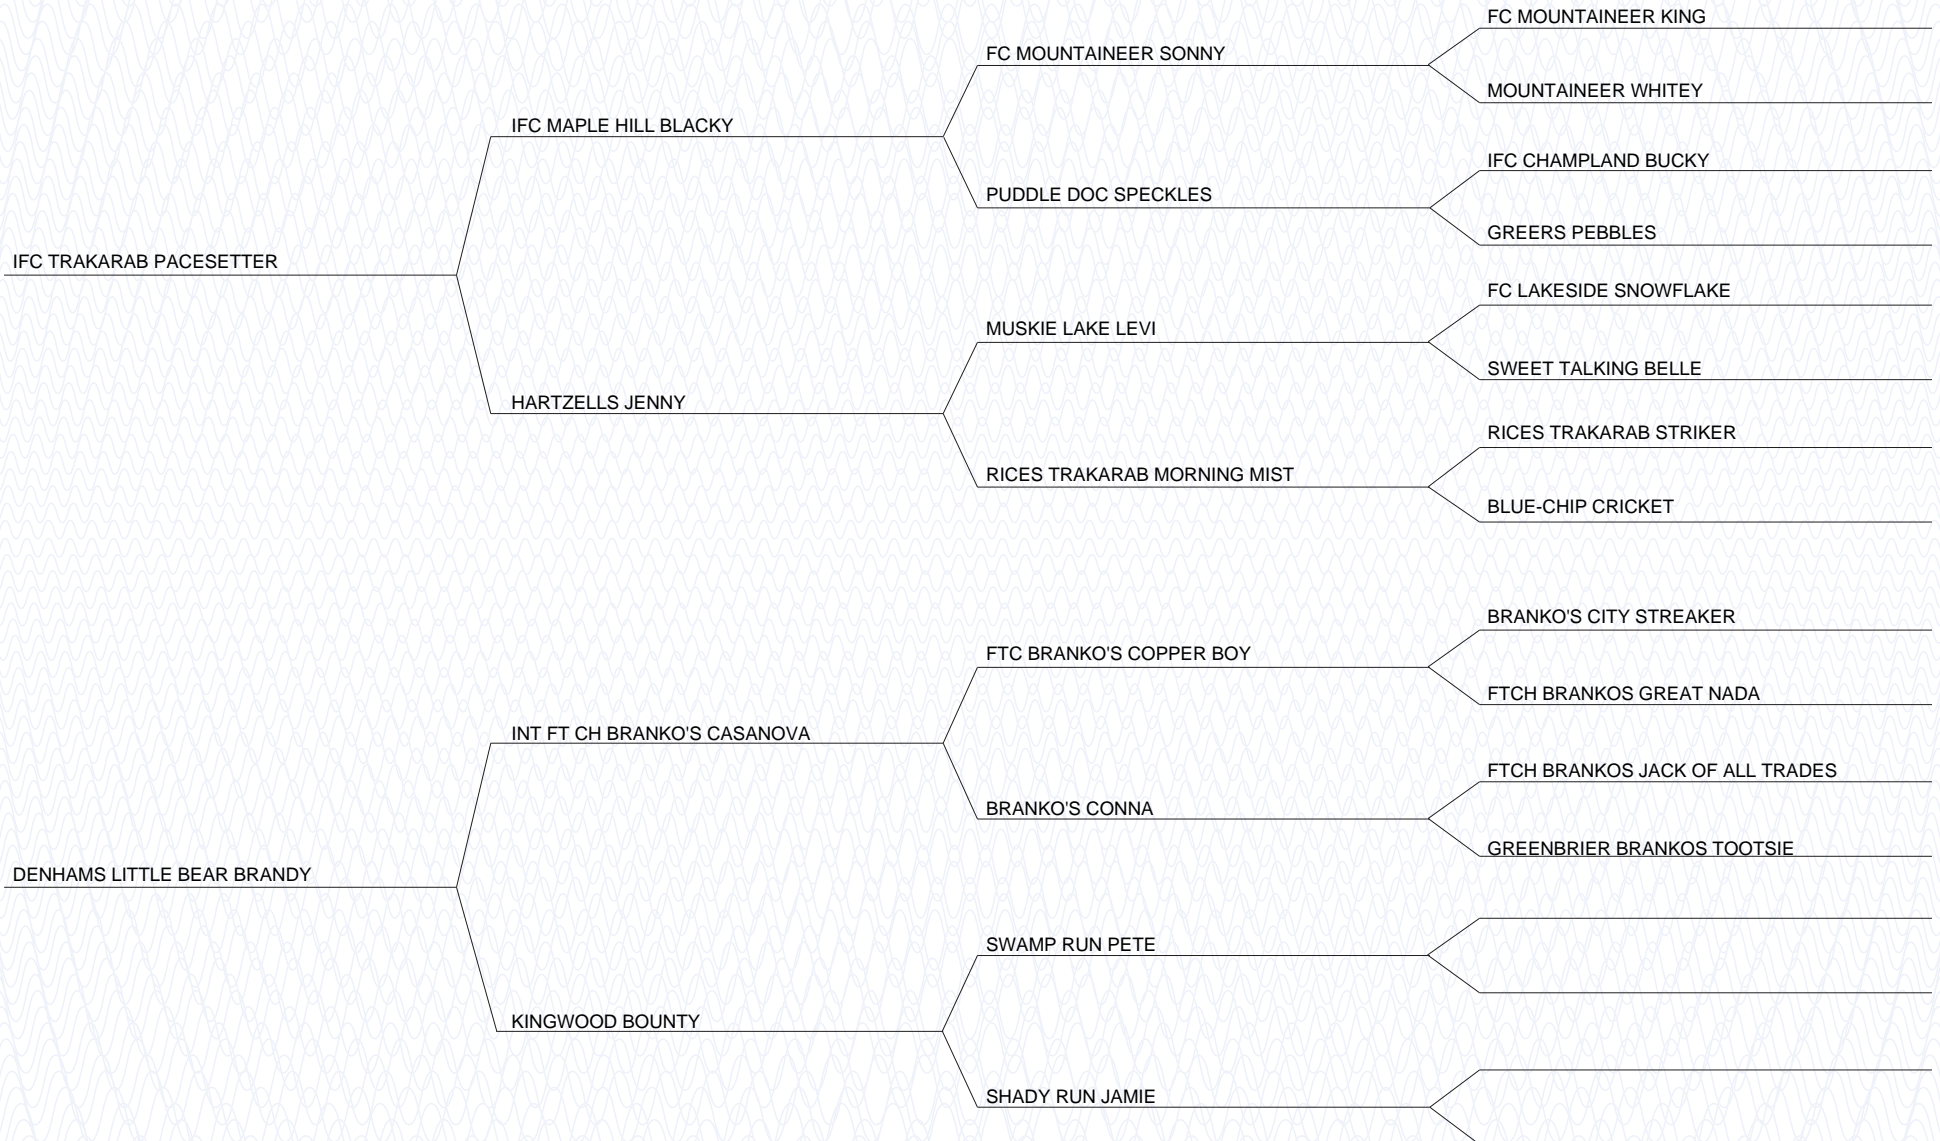 FC MOUNTAINEER KING
FC MOUNTAINEER SONNY
MOUNTAINEER WHITEY
IFC MAPLE HILL BLACKY
IFC CHAMPLAND BUCKY
PUDDLE DOC SPECKLES
GREERS PEBBLES
IFC TRAKARAB PACESETTER
FC LAKESIDE SNOWFLAKE
MUSKIE LAKE LEVI
SWEET TALKING BELLE
HARTZELLS JENNY
RICES TRAKARAB STRIKER
RICES TRAKARAB MORNING MIST
BLUE-CHIP CRICKET
BRANKO'S CITY STREAKER
FTC BRANKO'S COPPER BOY
FTCH BRANKOS GREAT NADA
INT FT CH BRANKO'S CASANOVA
FTCH BRANKOS JACK OF ALL TRADES
BRANKO'S CONNA
GREENBRIER BRANKOS TOOTSIE
DENHAMS LITTLE BEAR BRANDY
SWAMP RUN PETE
KINGWOOD BOUNTY
SHADY RUN JAMIE